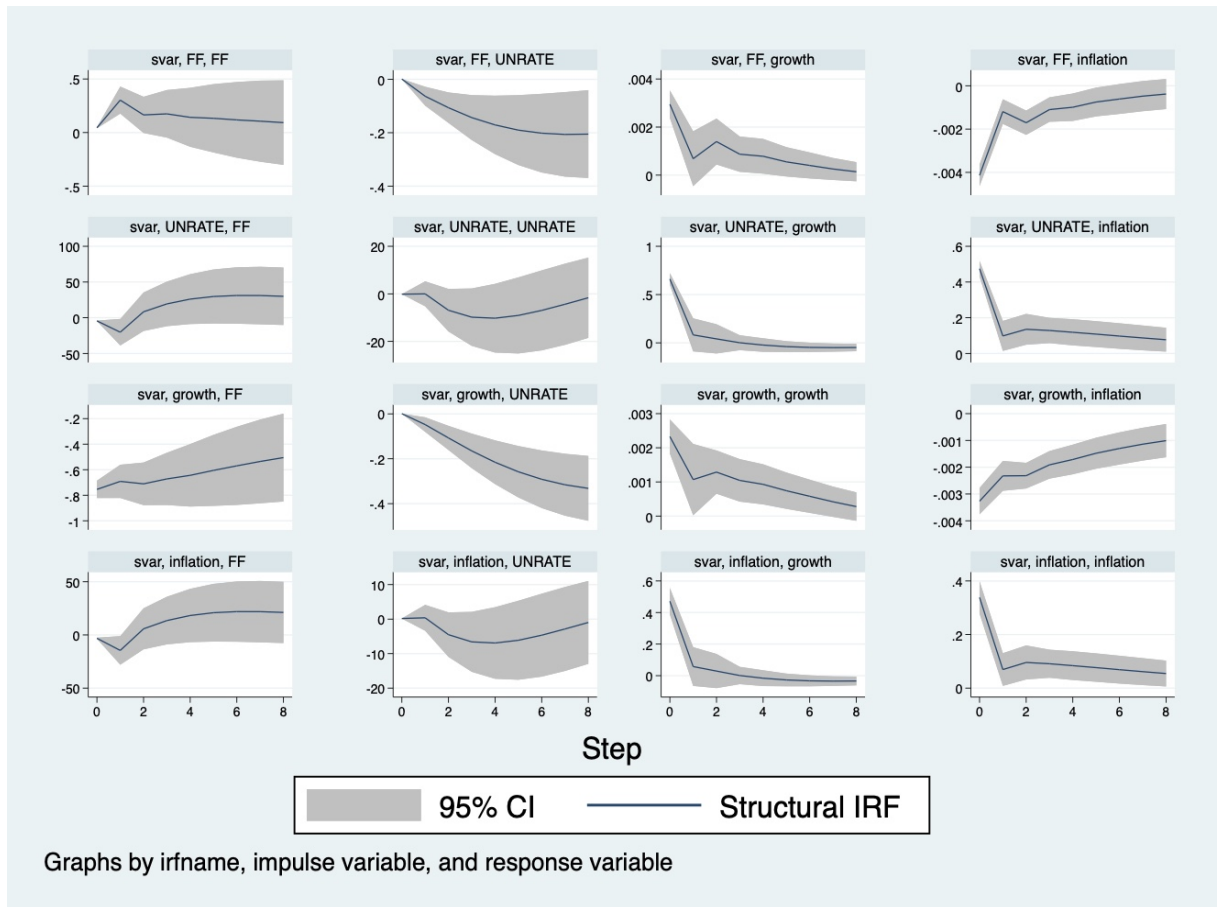 svar, FF, FF
.5
0
-.5
svar, FF, UNRATE
0
-.2
-.4
svar, FF, growth
.004
.002
0
svar, FF, inflation
0
-.002
-.004
svar, UNRATE, FF
100
50
0
-50
svar, UNRATE, UNRATE
20
0
-20
svar, UNRATE, growth
1
.5
0
svar, UNRATE, inflation
.6
.4
.2
0
svar, growth, FF
-.2
-.4
-.6
-.8
-1
svar, growth, UNRATE
0
-.2
-.4
svar, growth, growth
.003
.002
.001
0
svar, growth, inflation
0
-.001
-.002
-.003
-.004
svar, inflation, FF
50
0
-50
0 2 4 6 8
svar, inflation, UNRATE
10
0
-10
-20
0 2 4 6 8
svar, inflation, growth
.6
.4
.2
0
0 2 4 6 8
svar, inflation, inflation
.4
.2
0
0 2 4 6 8
Step
95% CI Structural IRF
Graphs by irfname, impulse variable, and response variable